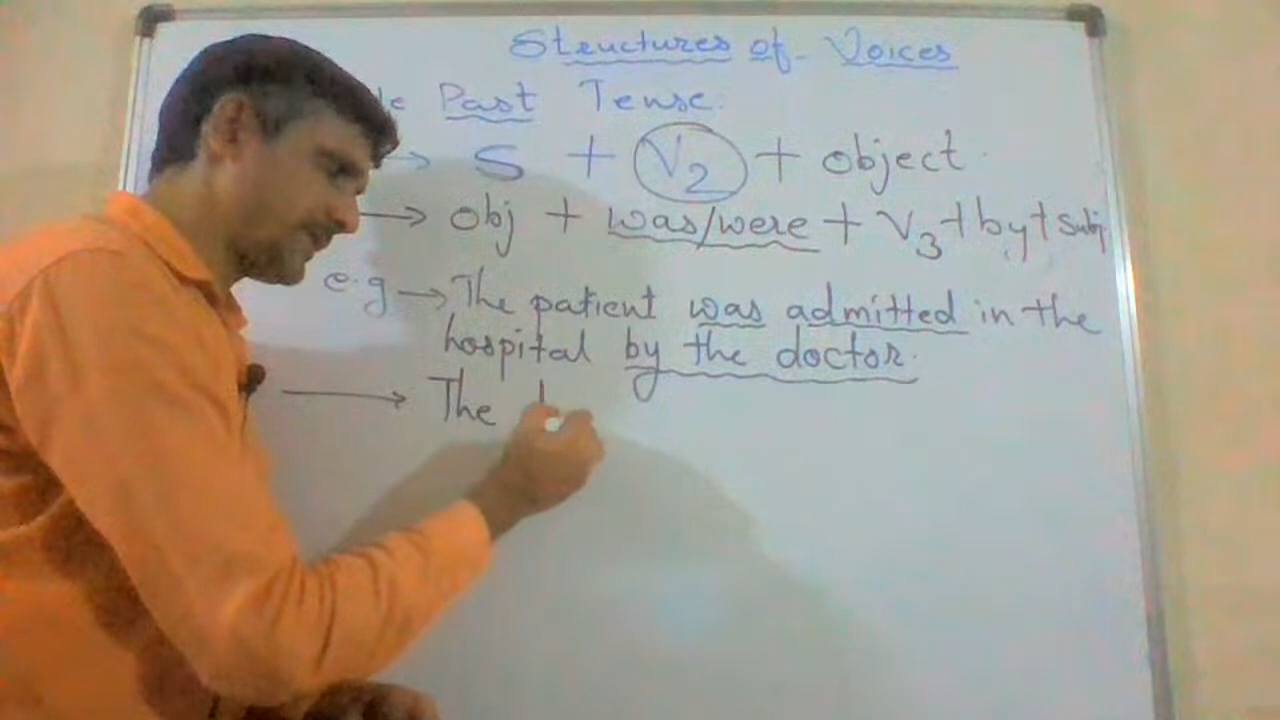 Structures of Voices
Past Tense.
→ S + V2 + object.
→ obj + was/were + V3 + by + Subj.
e.g → The patient was admitted in the
hospital by the doctor.
→ The